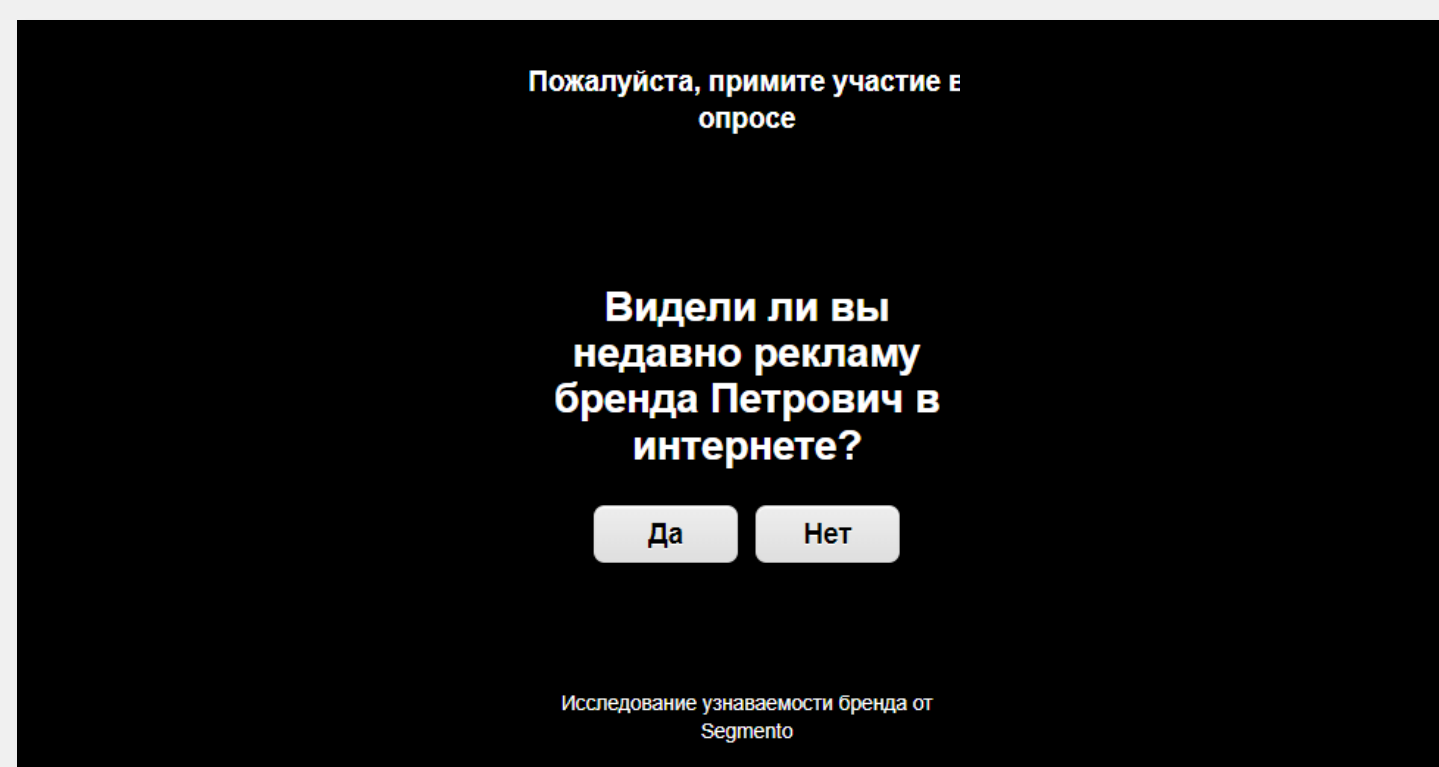 Пожалуйста, примите участие в
опросе
Видели ли вы
недавно рекламу
бренда Петрович в
интернете?
Да
Нет
Исследование узнаваемости бренда от
Segmento